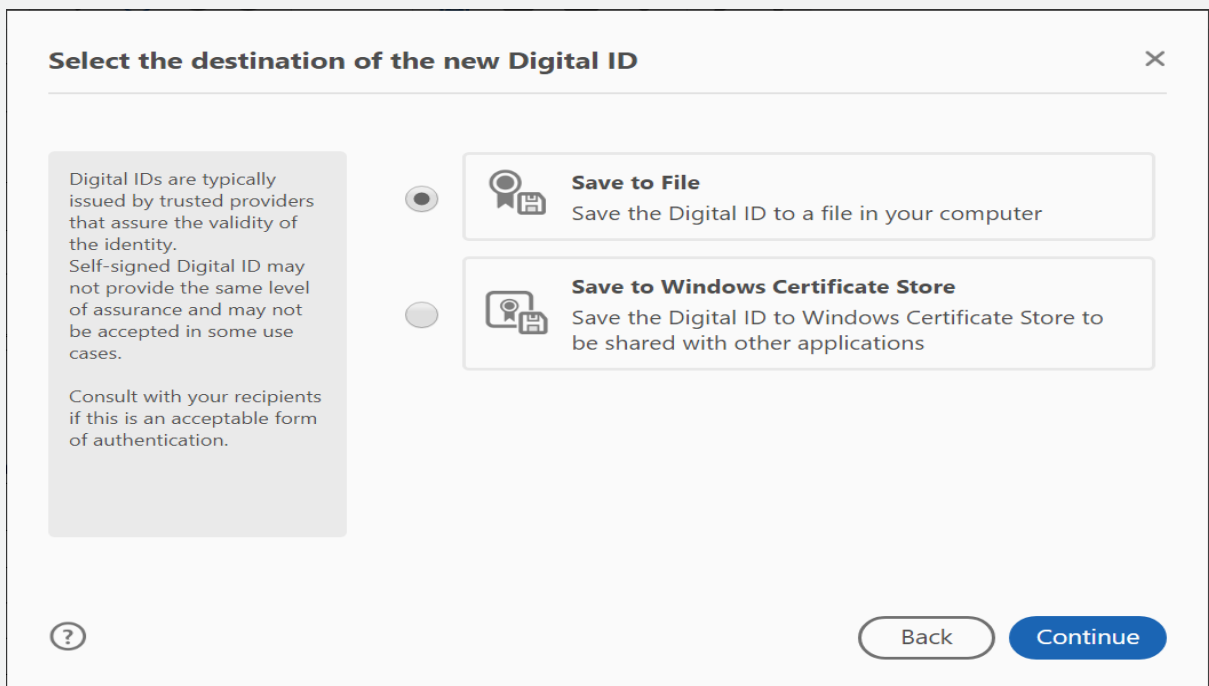 Select the destination of the new Digital ID
Digital IDs are typically
issued by trusted providers
that assure the validity of
the identity.
Self-signed Digital ID may
not provide the same level
of assurance and may not
be accepted in some use
cases.
Consult with your recipients
if this is an acceptable form
of authentication.
Save to File
Save the Digital ID to a file in your computer
Save to Windows Certificate Store
Save the Digital ID to Windows Certificate Store to
be shared with other applications
?
Back
Continue